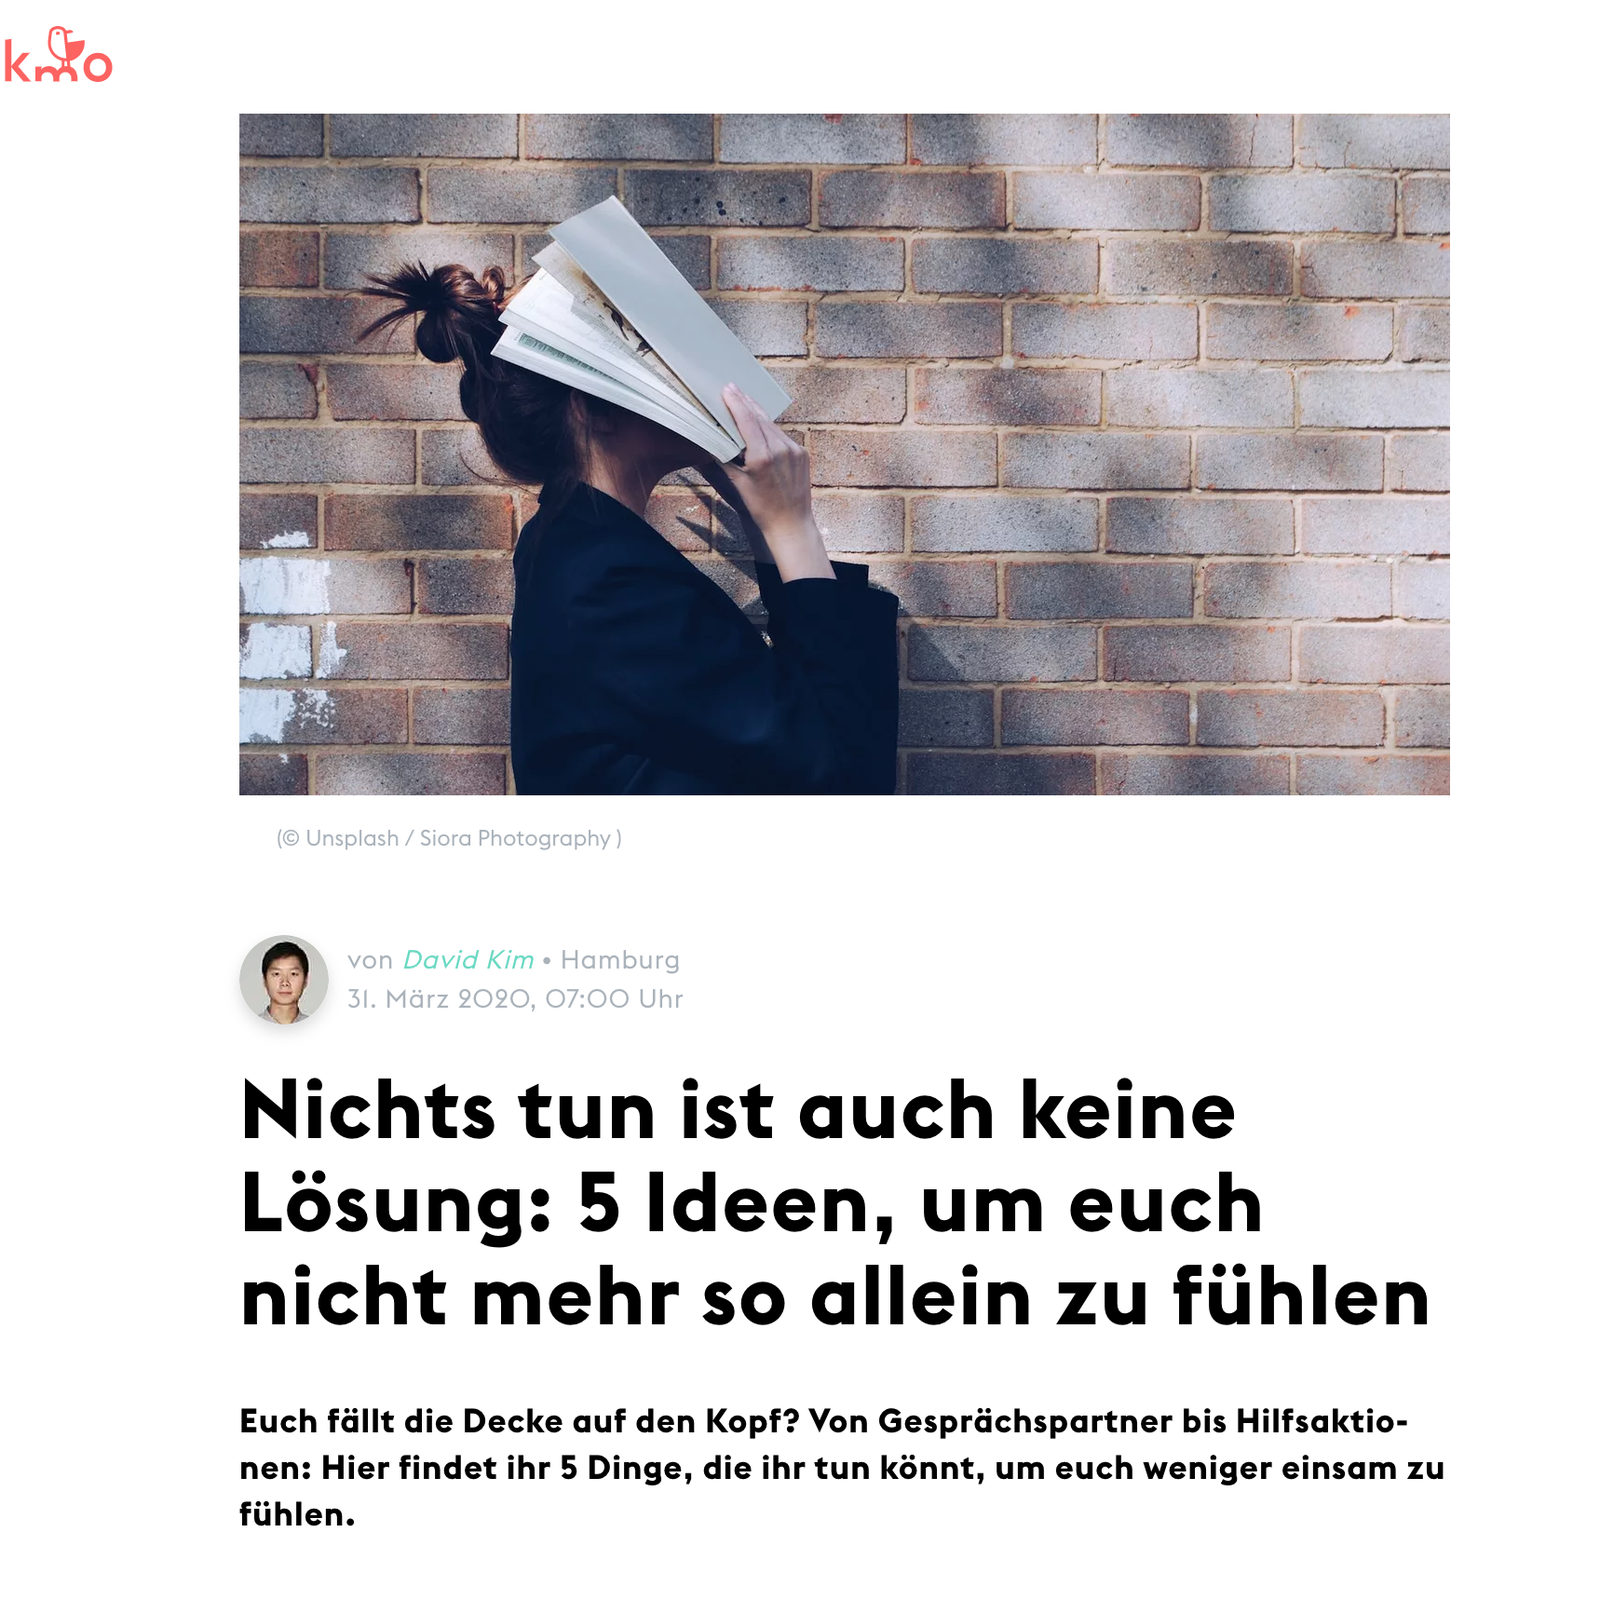 kmo
(© Unsplash / Siora Photography )
von David Kim • Hamburg
31. März 2020, 07:00 Uhr
Nichts tun ist auch keine
Lösung: 5 Ideen, um euch
nicht mehr so allein zu fühlen
Euch fällt die Decke auf den Kopf? Von Gesprächspartner bis Hilfsaktio-
nen: Hier findet ihr 5 Dinge, die ihr tun könnt, um euch weniger einsam zu
fühlen.